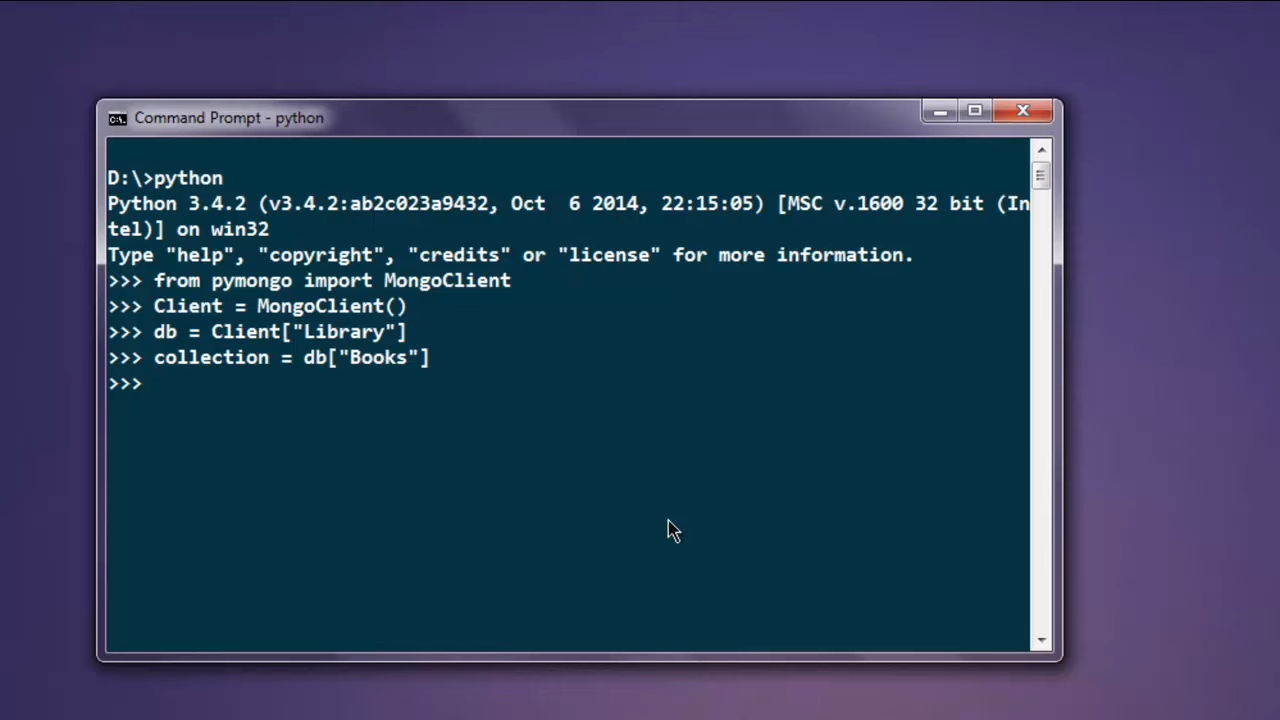 Command Prompt - python
D:\>python
Python 3.4.2 (v3.4.2:ab2c023a9432, Oct  6 2014, 22:15:05) [MSC v.1600 32 bit (In
tel)] on win32
Type "help", "copyright", "credits" or "license" for more information.
>>> from pymongo import MongoClient
>>> Client = MongoClient()
>>> db = Client["Library"]
>>> collection = db["Books"]
>>>